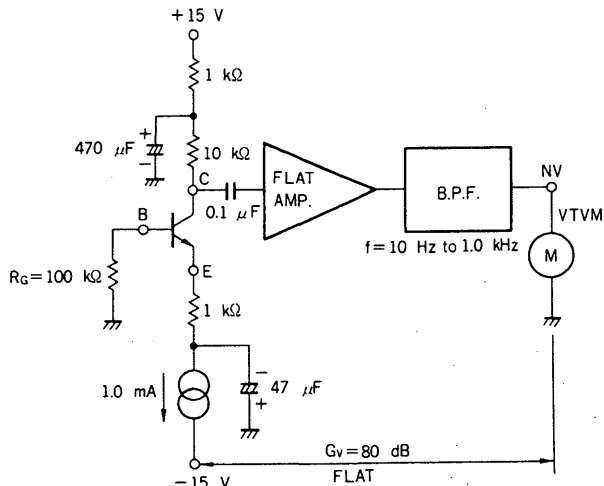 +15 V
1 kΩ
470 μF
+
−
10 kΩ
C
0.1 μF
FLAT
AMP.
B.P.F.
f=10 Hz to 1.0 kHz
NV
VTVM
M
B
RG=100 kΩ
E
1 kΩ
1.0 mA
−
+
47 μF
−15 V
Gv=80 dB
FLAT